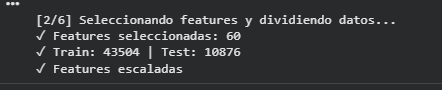 [2/6] Seleccionando features y dividiendo datos...
✓ Features seleccionadas: 60
✓ Train: 43504 | Test: 10876
✓ Features escaladas